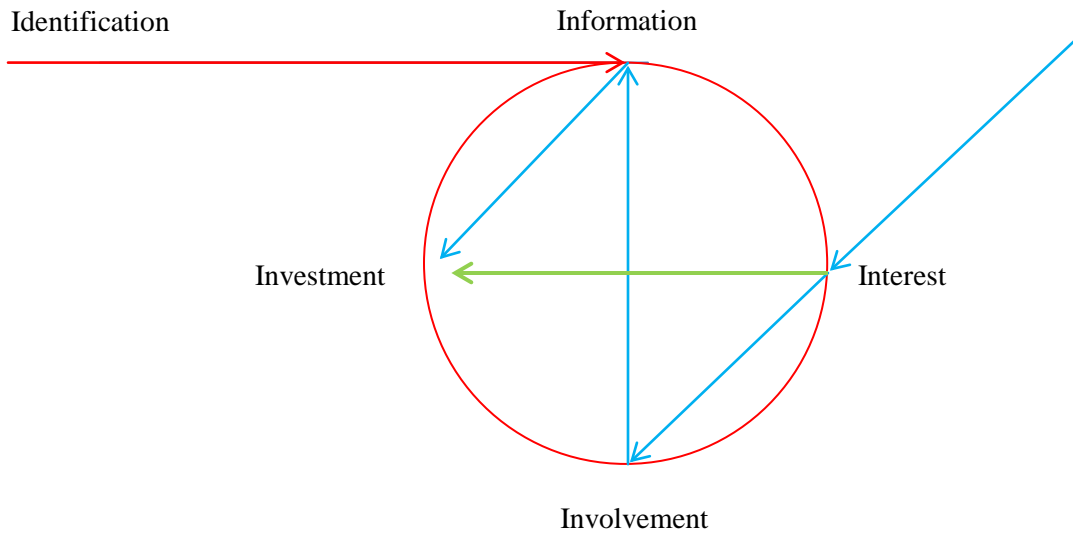 Identification
Information
Investment
Interest
Involvement